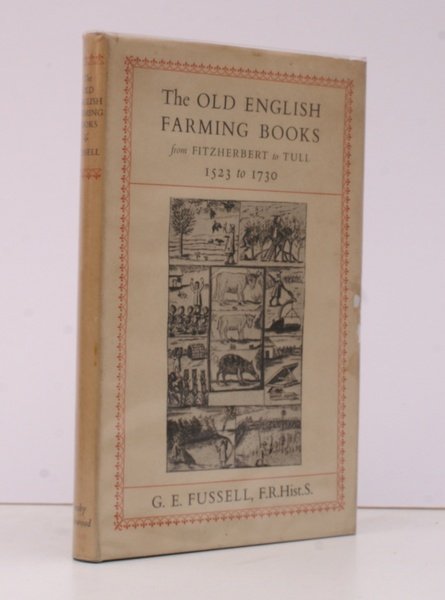 The
OLD
ENGLISH
FARMING
BOOKS
FUSSELL
The OLD ENGLISH
FARMING BOOKS
from FITZHERBERT to TULL
1523 to 1730
G. E. FUSSELL, F.R.Hist.S.